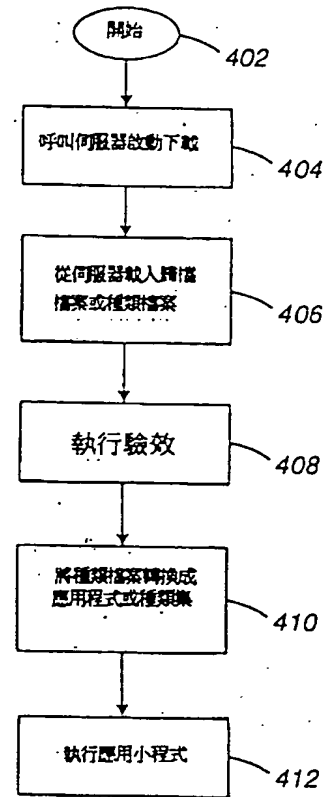 開始
402
呼叫伺服器啟動下載
404
從伺服器載入歸檔
檔案或種類檔案
406
執行驗效
408
將種類檔案轉換成
應用程式或種類集
410
執行應用小程式
412